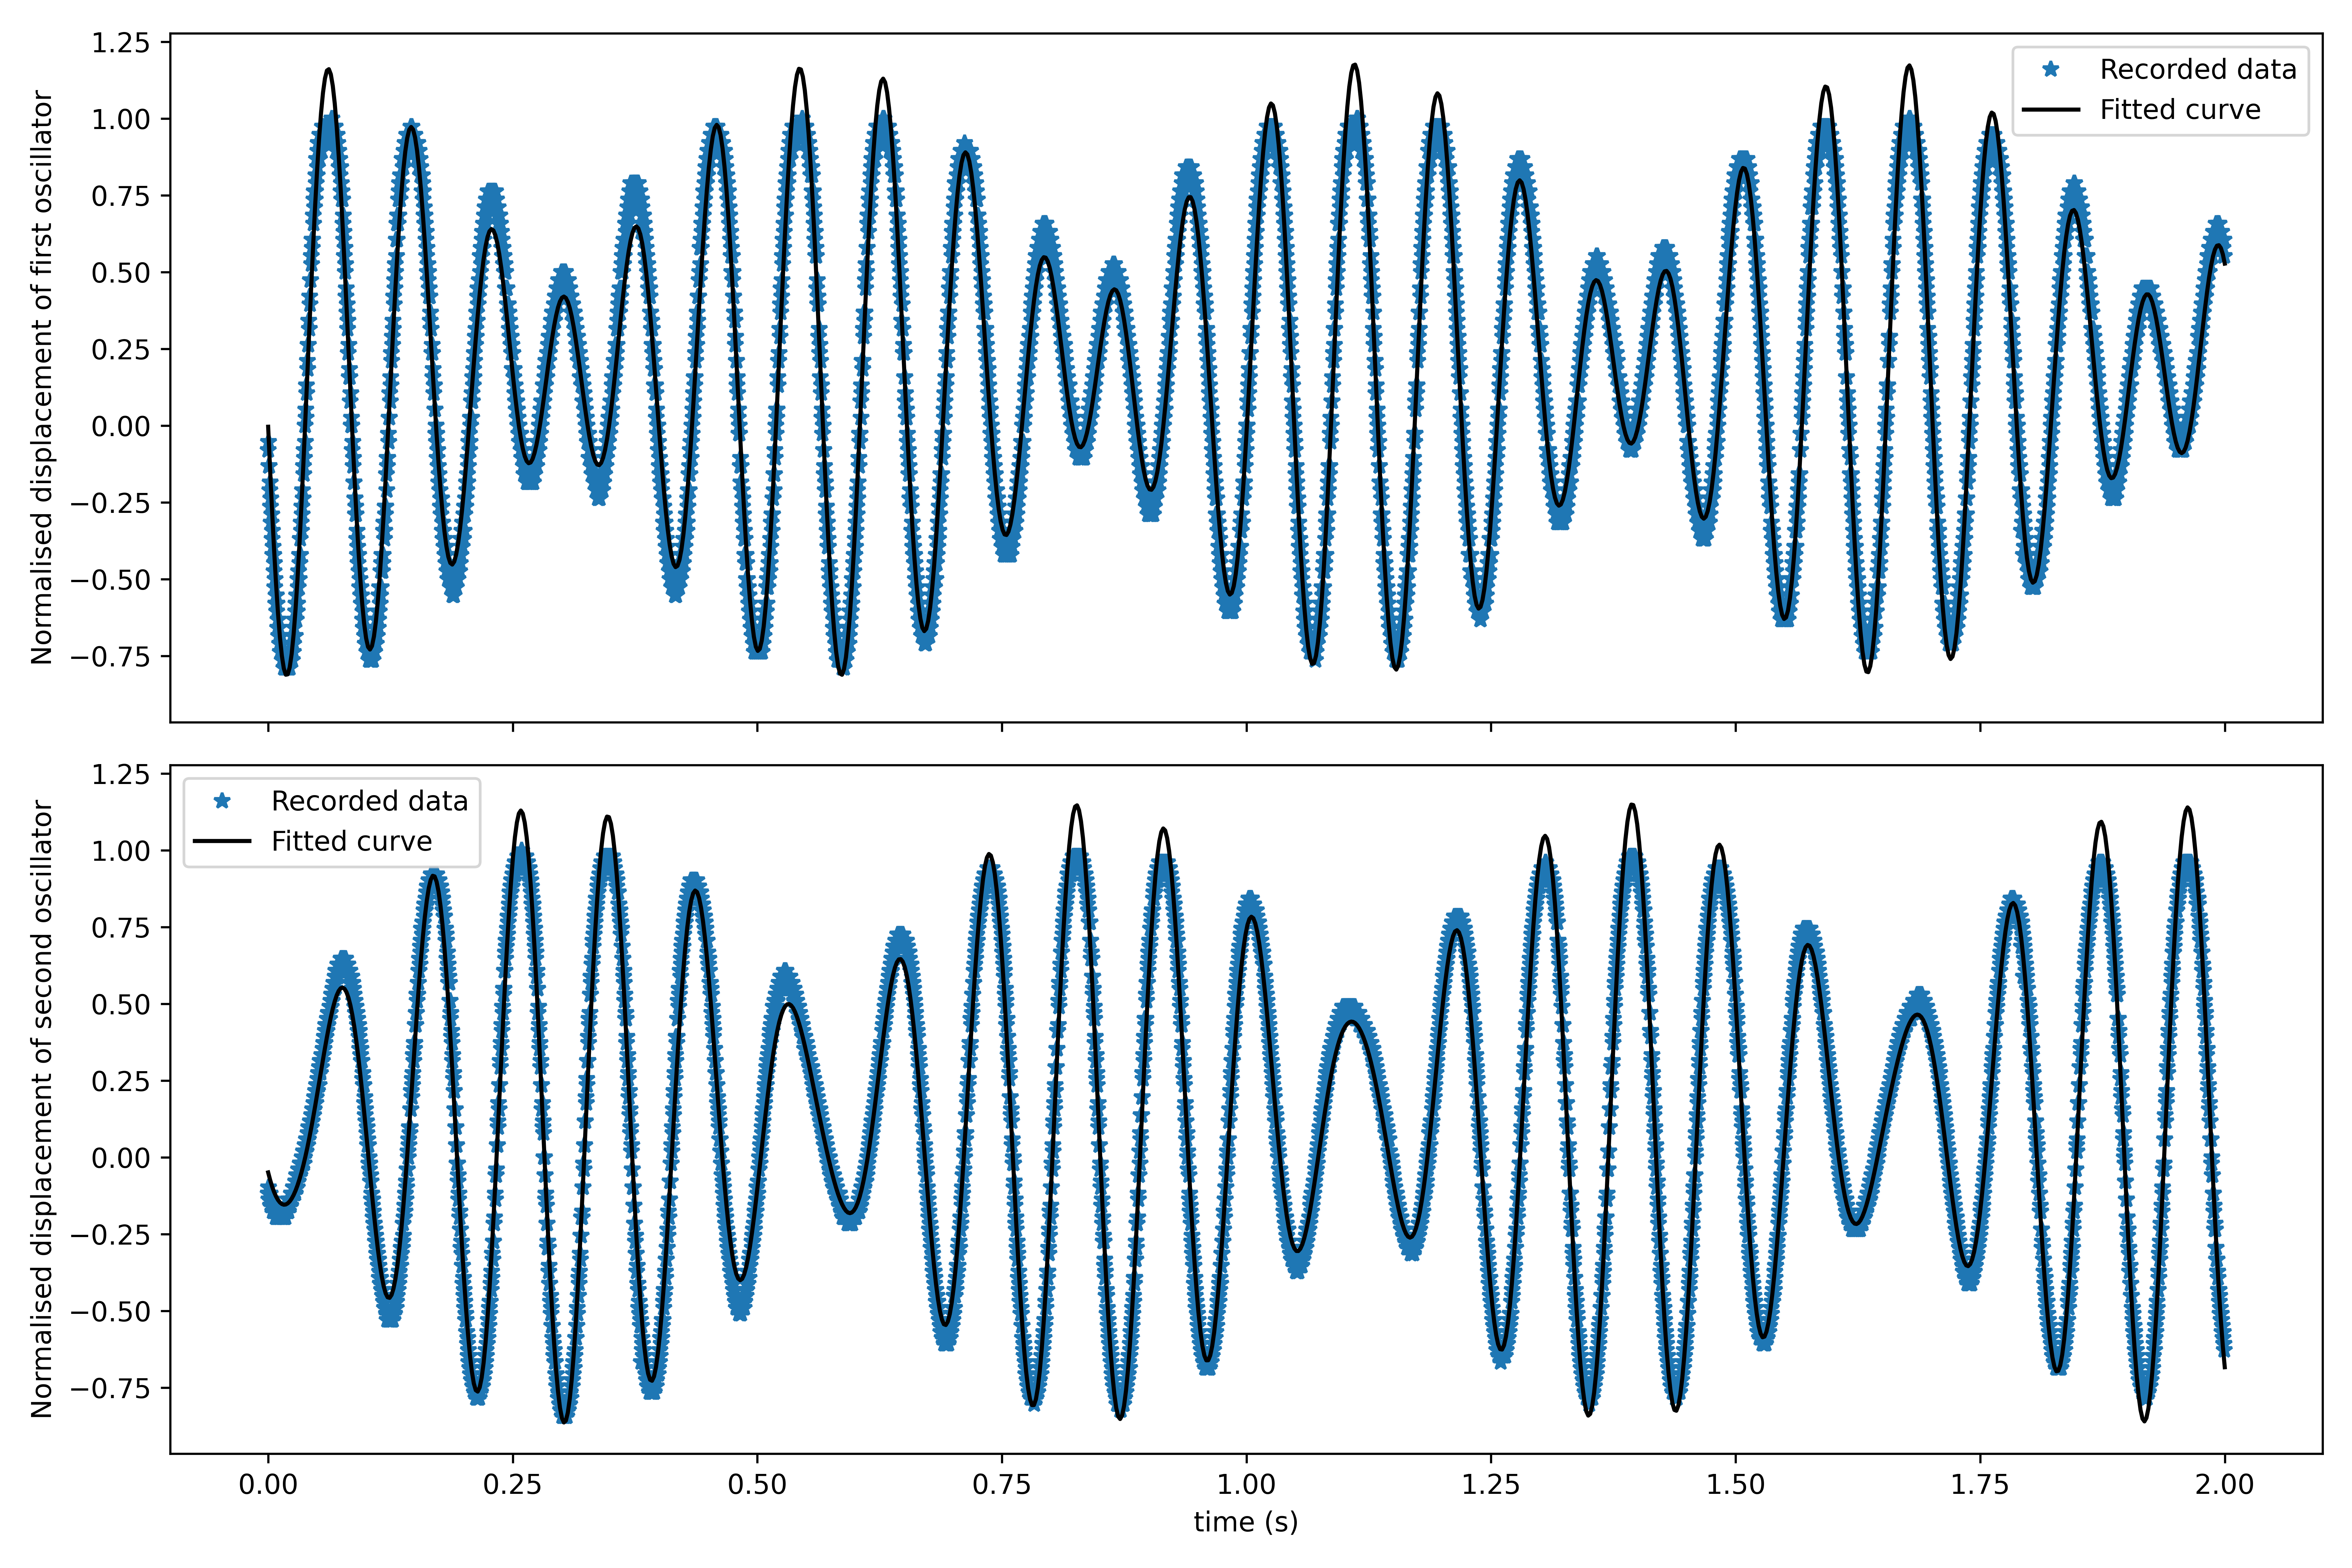 Normalised displacement of first oscillator
1.25
1.00
0.75
0.50
0.25
0.00
−0.25
−0.50
−0.75
Recorded data
Fitted curve
Normalised displacement of second oscillator
1.25
1.00
0.75
0.50
0.25
0.00
−0.25
−0.50
−0.75
Recorded data
Fitted curve
0.00 0.25 0.50 0.75 1.00 1.25 1.50 1.75 2.00
time (s)